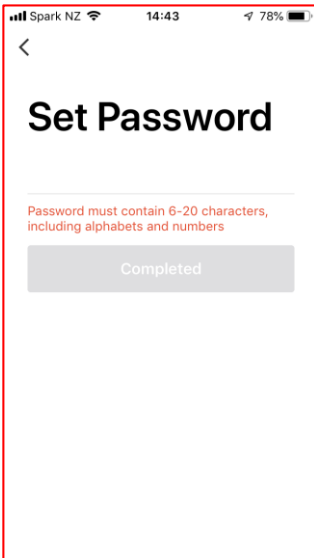 Spark NZ 14:43 78%
Set Password
Password must contain 6-20 characters,
including alphabets and numbers
Completed